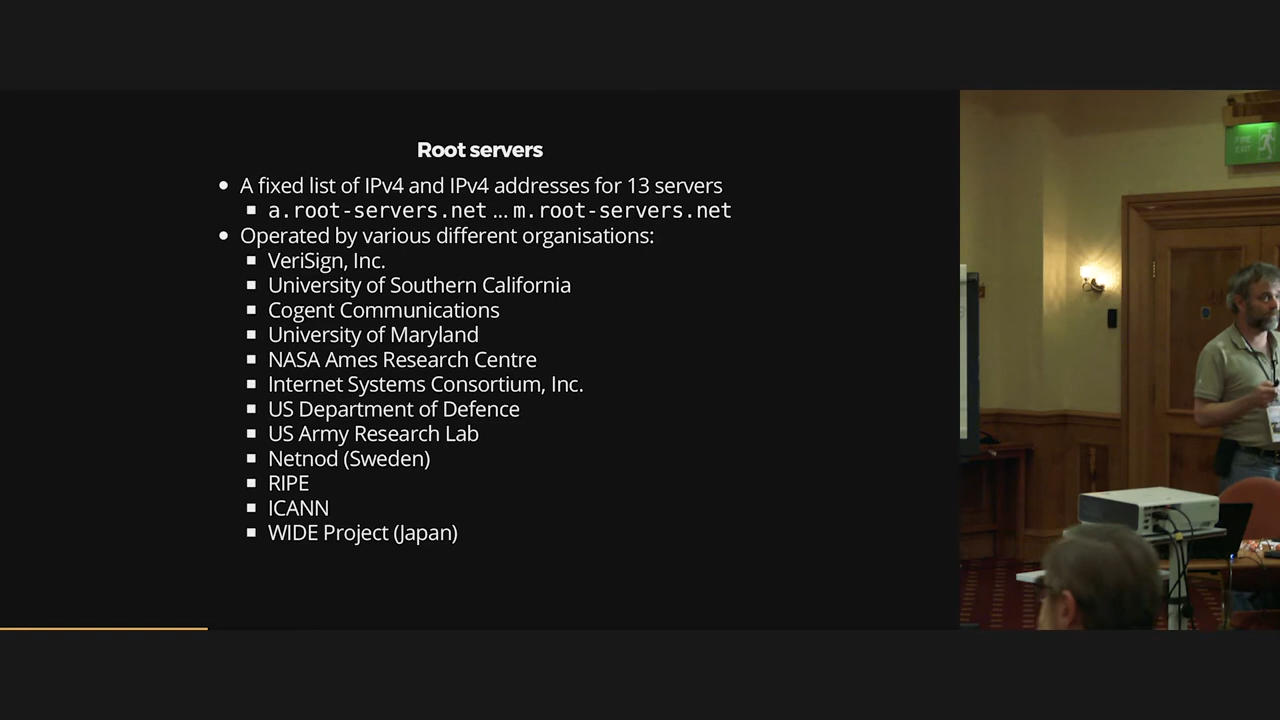 Root servers
• A fixed list of IPv4 and IPv4 addresses for 13 servers
▪ a.root-servers.net ... m.root-servers.net
• Operated by various different organisations:
▪ VeriSign, Inc.
▪ University of Southern California
▪ Cogent Communications
▪ University of Maryland
▪ NASA Ames Research Centre
▪ Internet Systems Consortium, Inc.
▪ US Department of Defence
▪ US Army Research Lab
▪ Netnod (Sweden)
▪ RIPE
▪ ICANN
▪ WIDE Project (Japan)
FIRE
EXIT